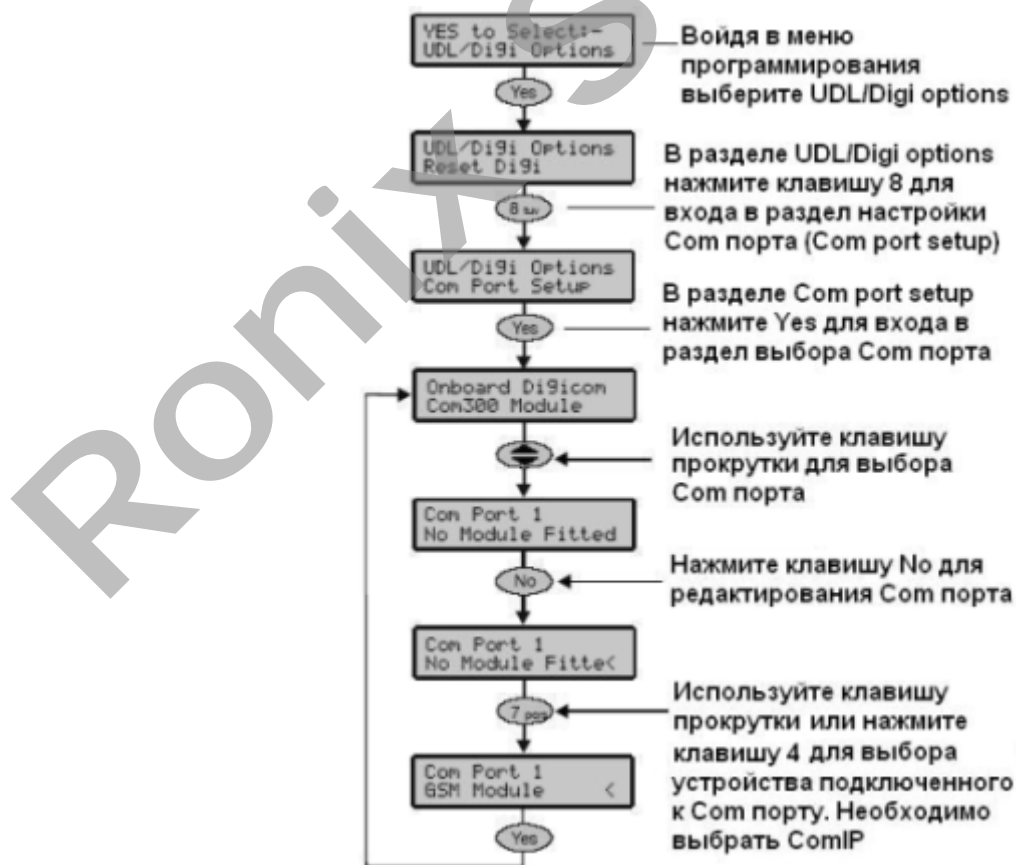 YES to Select:-
UDL/Digi Options
Войдя в меню
программирования
выберите UDL/Digi options
Yes
UDL/Digi Options
Reset Digi
В разделе UDL/Digi options
нажмите клавишу 8 для
входа в раздел настройки
Com порта (Com port setup)
8 tuv
UDL/Digi Options
Com Port Setup
В разделе Com port setup
нажмите Yes для входа в
раздел выбора Com порта
Yes
Onboard Digicom
Com300 Module
Используйте клавишу
прокрутки для выбора
Com порта
Com Port 1
No Module Fitted
Нажмите клавишу No для
редактирования Com порта
No
Com Port 1
No Module Fitte<
Используйте клавишу
прокрутки или нажмите
клавишу 4 для выбора
устройства подключенного
к Com порту. Необходимо
выбрать ComIP
7 pqrs
Com Port 1
GSM Module <
Yes
Ronix S